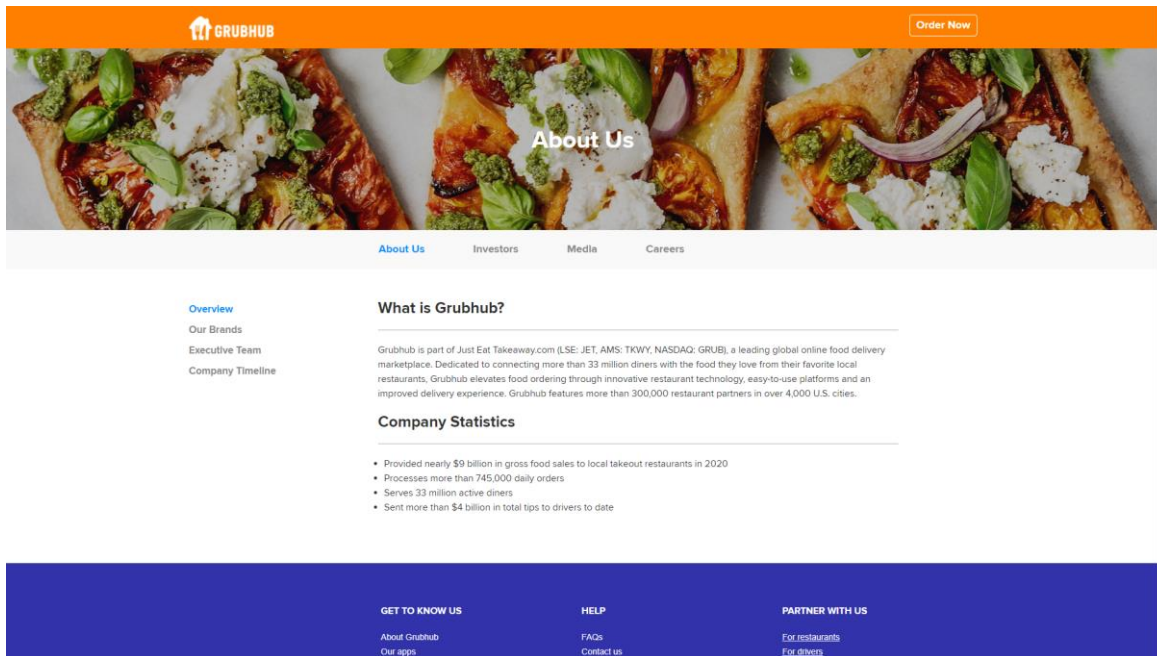 GRUBHUB
Order Now
About Us
About Us Investors Media Careers
Overview
Our Brands
Executive Team
Company Timeline
What is Grubhub?
Grubhub is part of Just Eat Takeaway.com (LSE: JET, AMS: TKWY, NASDAQ: GRUB), a leading global online food delivery
marketplace. Dedicated to connecting more than 33 million diners with the food they love from their favorite local
restaurants, Grubhub elevates food ordering through innovative restaurant technology, easy-to-use platforms and an
improved delivery experience. Grubhub features more than 300,000 restaurant partners in over 4,000 U.S. cities.
Company Statistics
• Provided nearly $9 billion in gross food sales to local takeout restaurants in 2020
• Processes more than 745,000 daily orders
• Serves 33 million active diners
• Sent more than $4 billion in total tips to drivers to date
GET TO KNOW US
About Grubhub
Our apps
HELP
FAQs
Contact us
PARTNER WITH US
For restaurants
For drivers